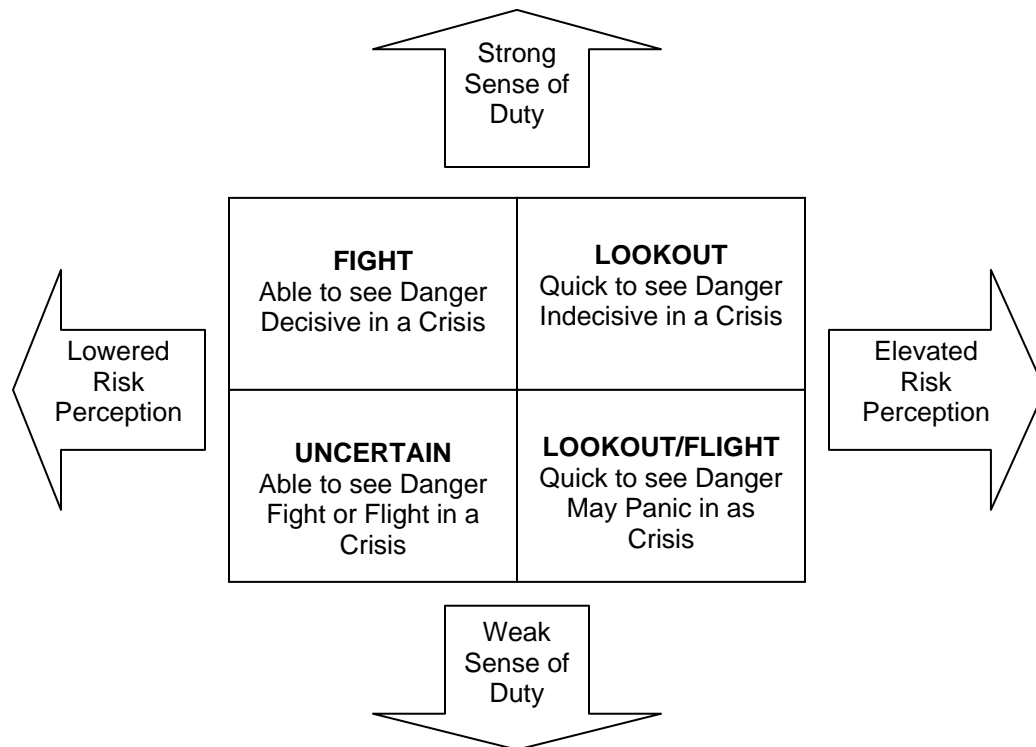 Strong
Sense of
Duty
FIGHT
Able to see Danger
Decisive in a Crisis
LOOKOUT
Quick to see Danger
Indecisive in a Crisis
Lowered
Risk
Perception
Elevated
Risk
Perception
UNCERTAIN
Able to see Danger
Fight or Flight in a
Crisis
LOOKOUT/FLIGHT
Quick to see Danger
May Panic in as
Crisis
Weak
Sense of
Duty